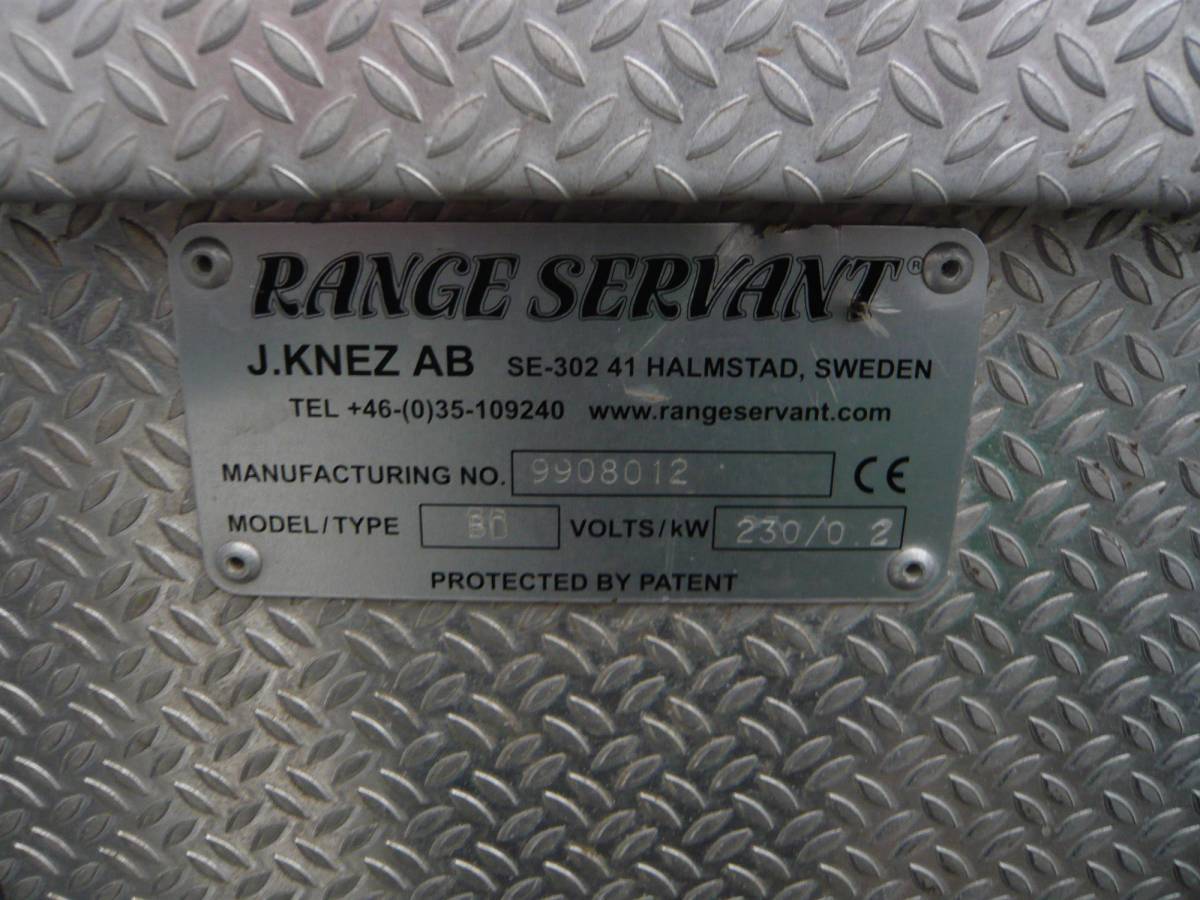 RANGE SERVANT®
J.KNEZ AB SE-302 41 HALMSTAD, SWEDEN
TEL +46-(0)35-109240 www.rangeservant.com
MANUFACTURING NO. 9908012 CE
MODEL/TYPE VOLTS/kW 230/0.2
PROTECTED BY PATENT